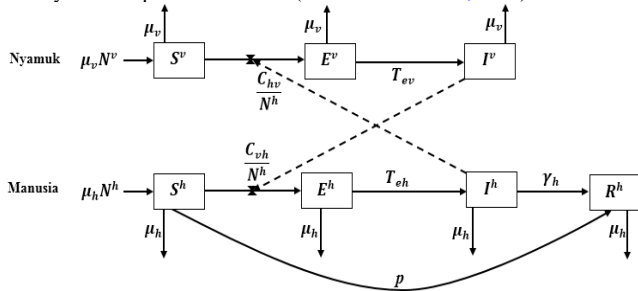 μ_v μ_v μ_v
Nyamuk μ_v N^v S^v E^v T_ev I^v
C_hv / N^h
C_vh / N^h
Manusia μ_h N^h S^h E^h T_eh I^h γ_h R^h
μ_h μ_h μ_h μ_h
p